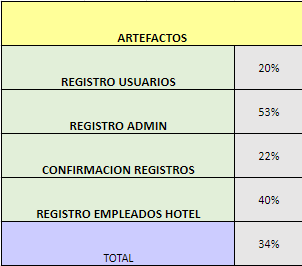 ARTEFACTOS
REGISTRO USUARIOS 20%
REGISTRO ADMIN 53%
CONFIRMACION REGISTROS 22%
REGISTRO EMPLEADOS HOTEL 40%
TOTAL 34%